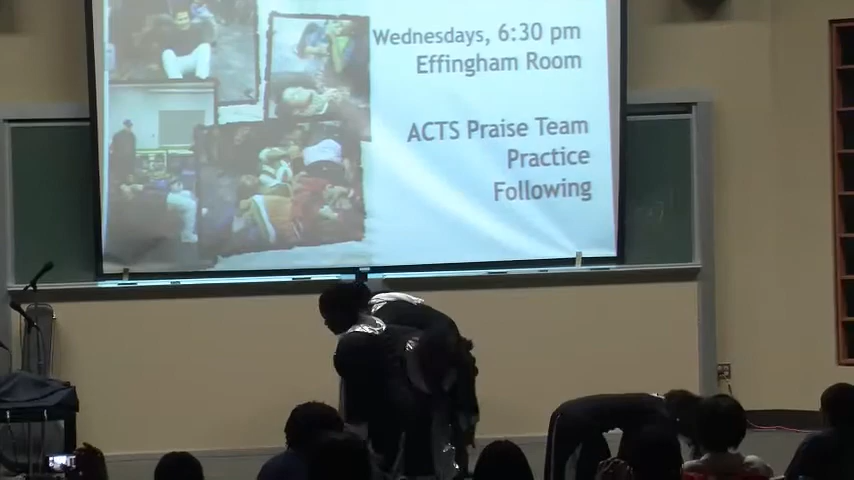 Wednesdays, 6:30 pm
Effingham Room
ACTS Praise Team
Practice
Following